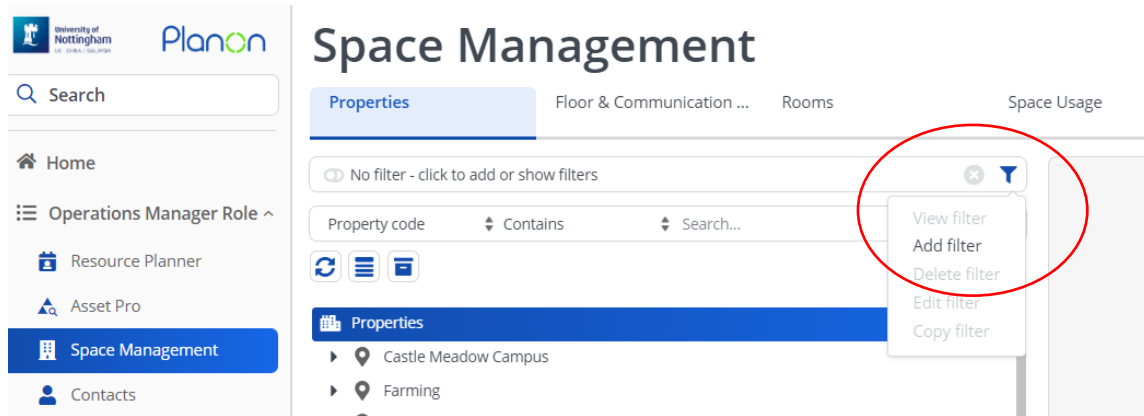 University of
Nottingham
UK | CHINA | MALAYSIA
Planon
Search
Home
Operations Manager Role
Resource Planner
Asset Pro
Space Management
Contacts
Space Management
Properties
Floor & Communication ...
Rooms
Space Usage
No filter - click to add or show filters
Property code
Contains
Search...
View filter
Add filter
Delete filter
Edit filter
Copy filter
Properties
Castle Meadow Campus
Farming